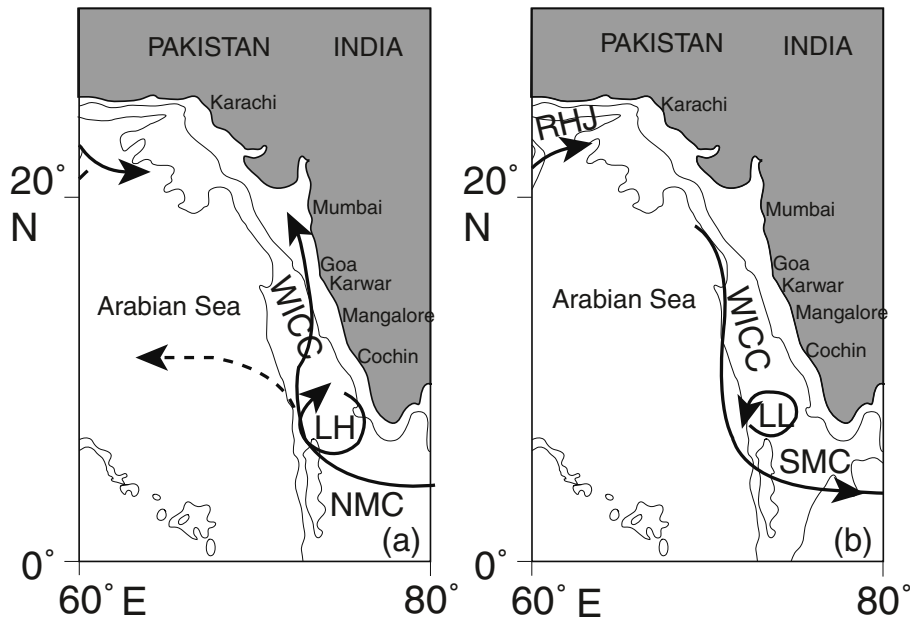 PAKISTAN INDIA
Karachi
20°
N
Mumbai
Goa
Karwar
WICC
Arabian Sea
Mangalore
Cochin
LH
NMC
(a)
0°
60° E 80°
PAKISTAN INDIA
Karachi
RHJ
20°
N
Mumbai
Goa
Karwar
WICC
Arabian Sea
Mangalore
Cochin
LL
SMC
(b)
0°
60° E 80°